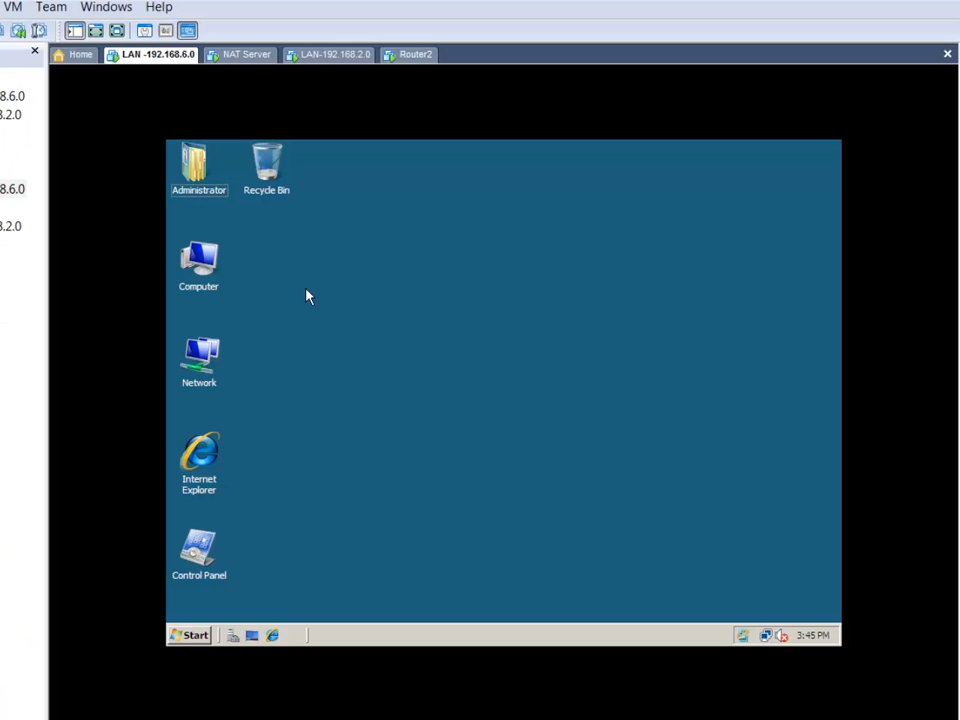 VM Team Windows Help
Home LAN -192.168.6.0 NAT Server LAN-192.168.2.0 Router2
8.6.0
3.2.0
8.6.0
3.2.0
Administrator Recycle Bin
Computer
Network
Internet
Explorer
Control Panel
Start 3:45 PM